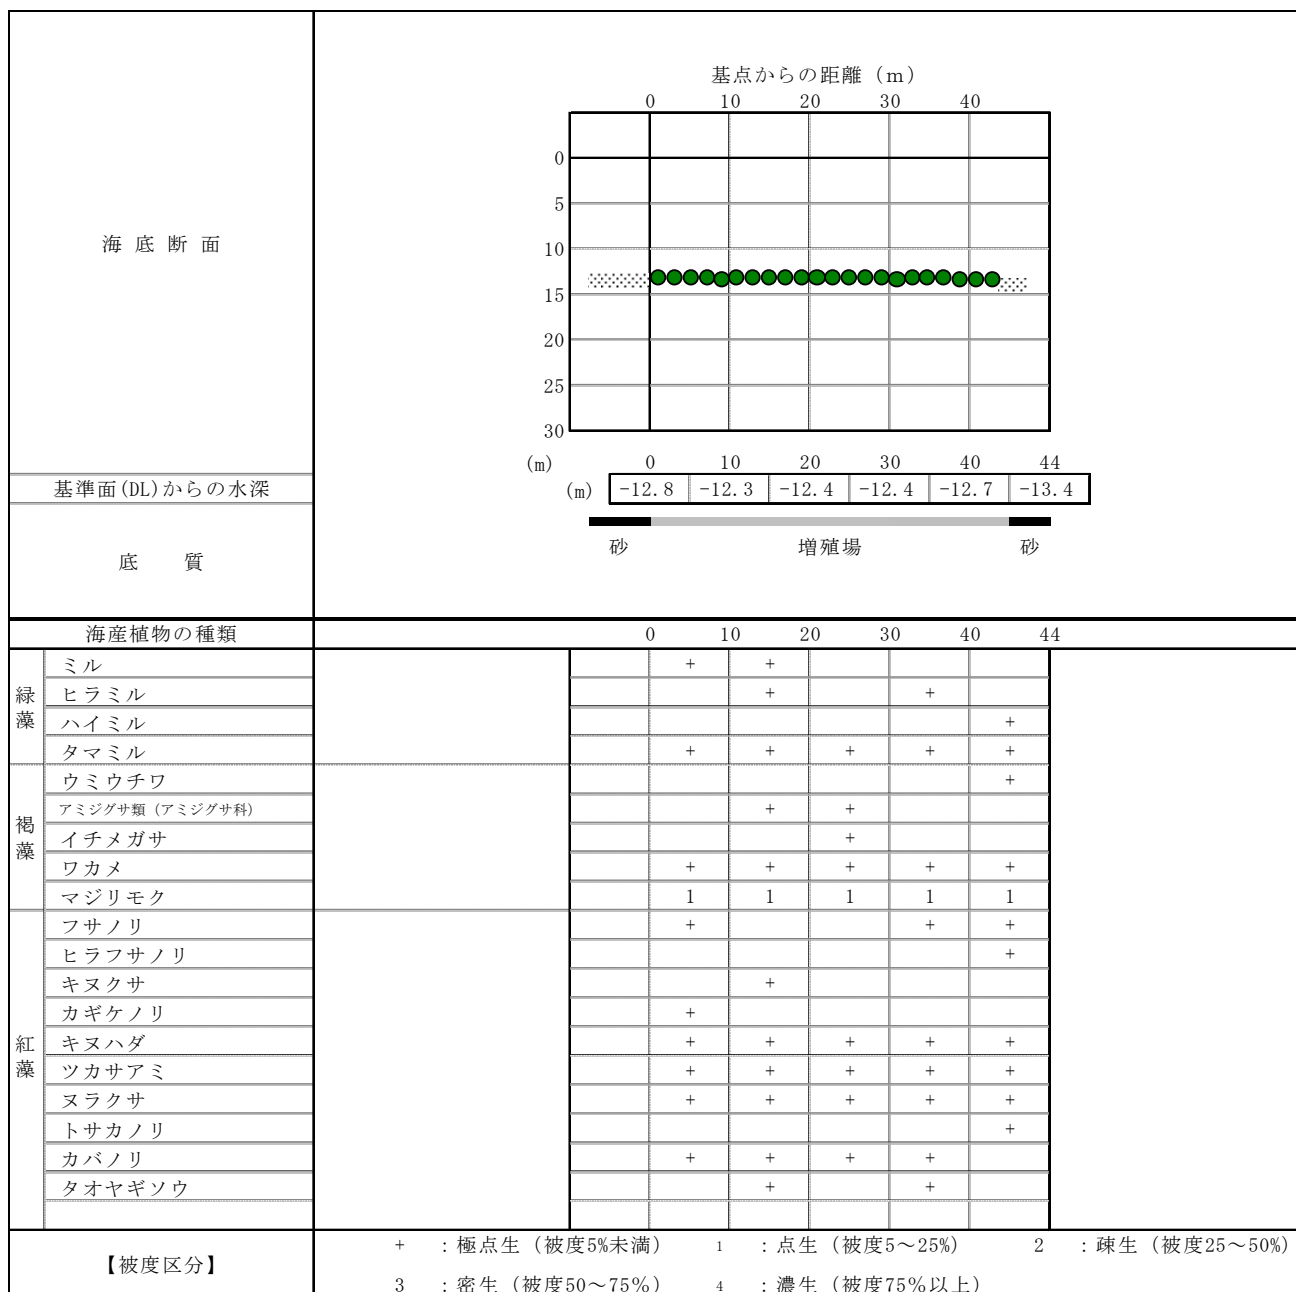 基点からの距離（m）
0 10 20 30 40
0
5
海底断面
10
15
20
25
30
(m) 0 10 20 30 40 44
基準面(DL)からの水深 (m) -12.8 -12.3 -12.4 -12.4 -12.7 -13.4
砂 増殖場 砂
底　質
海産植物の種類 0 10 20 30 40 44
緑藻
ミル + +
ヒラミル + +
ハイミル +
タマミル + + + + +
褐藻
ウミウチワ +
アミジグサ類（アミジグサ科） + +
イチメガサ +
ワカメ + + + + +
マジリモク 1 1 1 1 1
紅藻
フサノリ + + +
ヒラフサノリ +
キヌクサ +
カギケノリ +
キヌハダ + + + + +
ツカサアミ + + + + +
ヌラクサ + + + + +
トサカノリ +
カバノリ + + + +
タオヤギソウ + +
【被度区分】
+ ：極点生（被度5%未満） 1 ：点生（被度5～25%） 2 ：疎生（被度25～50%）
3 ：密生（被度50～75%） 4 ：濃生（被度75%以上）